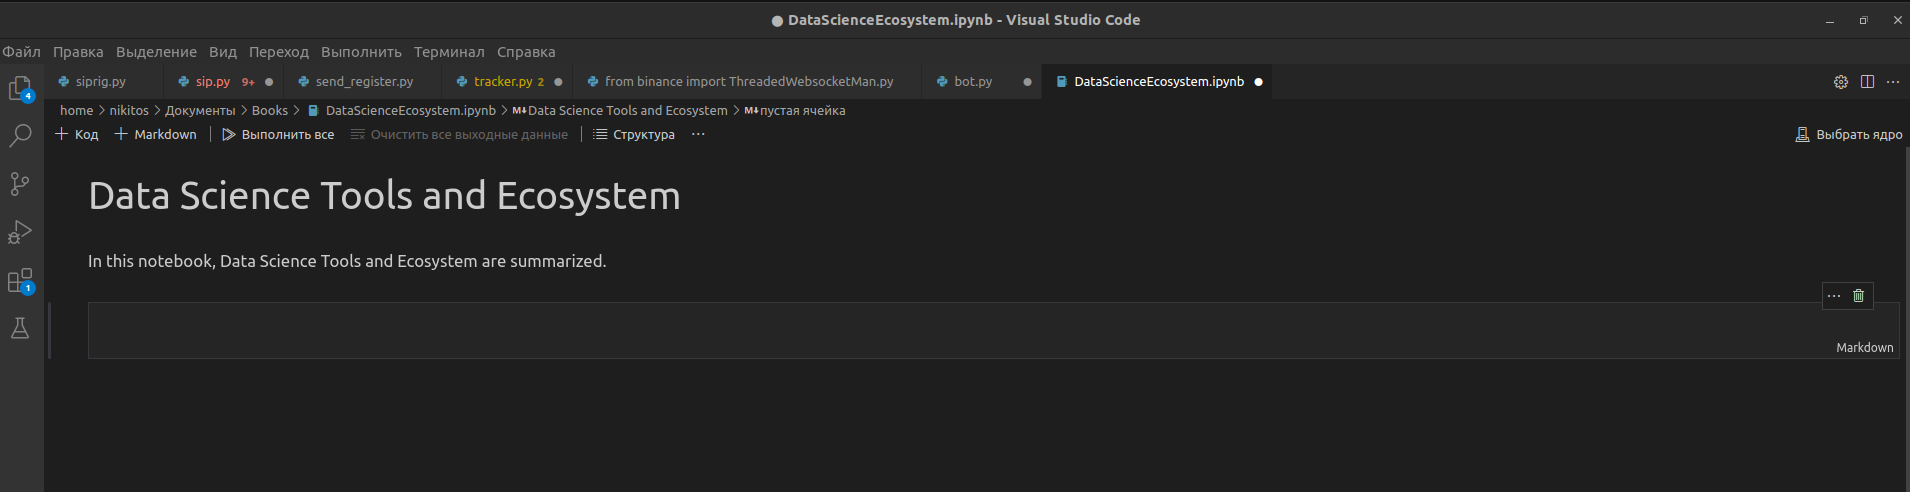 ● DataScienceEcosystem.ipynb - Visual Studio Code
Файл Правка Выделение Вид Переход Выполнить Терминал Справка
siprig.py sip.py 9+ ● send_register.py tracker.py 2 ● from binance import ThreadedWebsocketMan.py bot.py ● DataScienceEcosystem.ipynb ● ···
4
home > nikitos > Документы > Books > DataScienceEcosystem.ipynb > M↓Data Science Tools and Ecosystem > M↓пустая ячейка
+ Код + Markdown | Выполнить все Очистить все выходные данные | Структура ··· Выбрать ядро
Data Science Tools and Ecosystem
In this notebook, Data Science Tools and Ecosystem are summarized.
1
···
Markdown